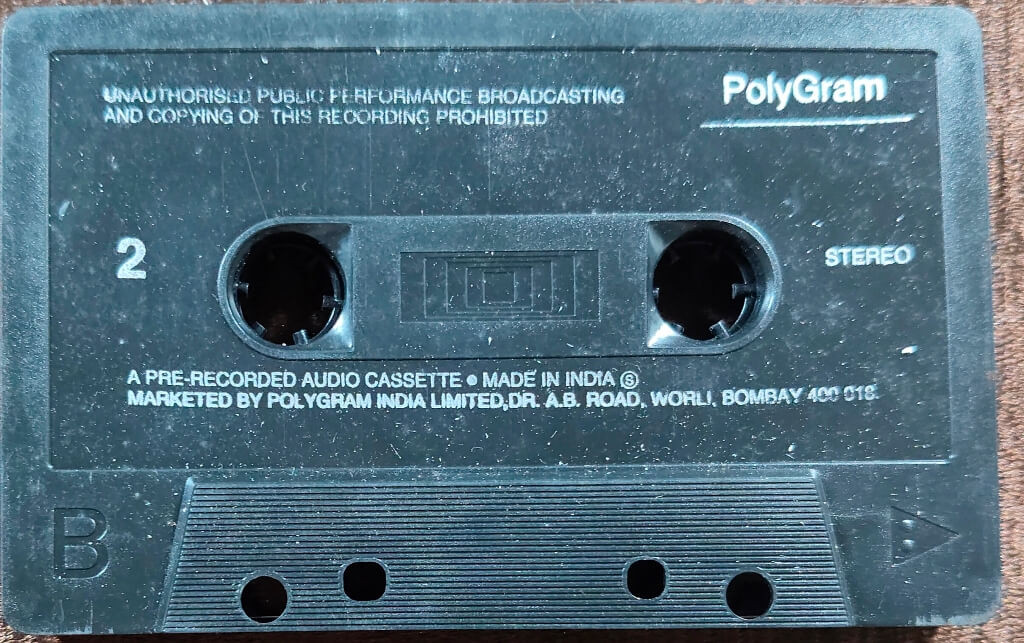 UNAUTHORISED PUBLIC PERFORMANCE BROADCASTING
AND COPYING OF THIS RECORDING PROHIBITED
PolyGram
2
STEREO
A PRE-RECORDED AUDIO CASSETTE • MADE IN INDIA Ⓢ
MARKETED BY POLYGRAM INDIA LIMITED, DR. A.B. ROAD, WORLI, BOMBAY 400 018.
B